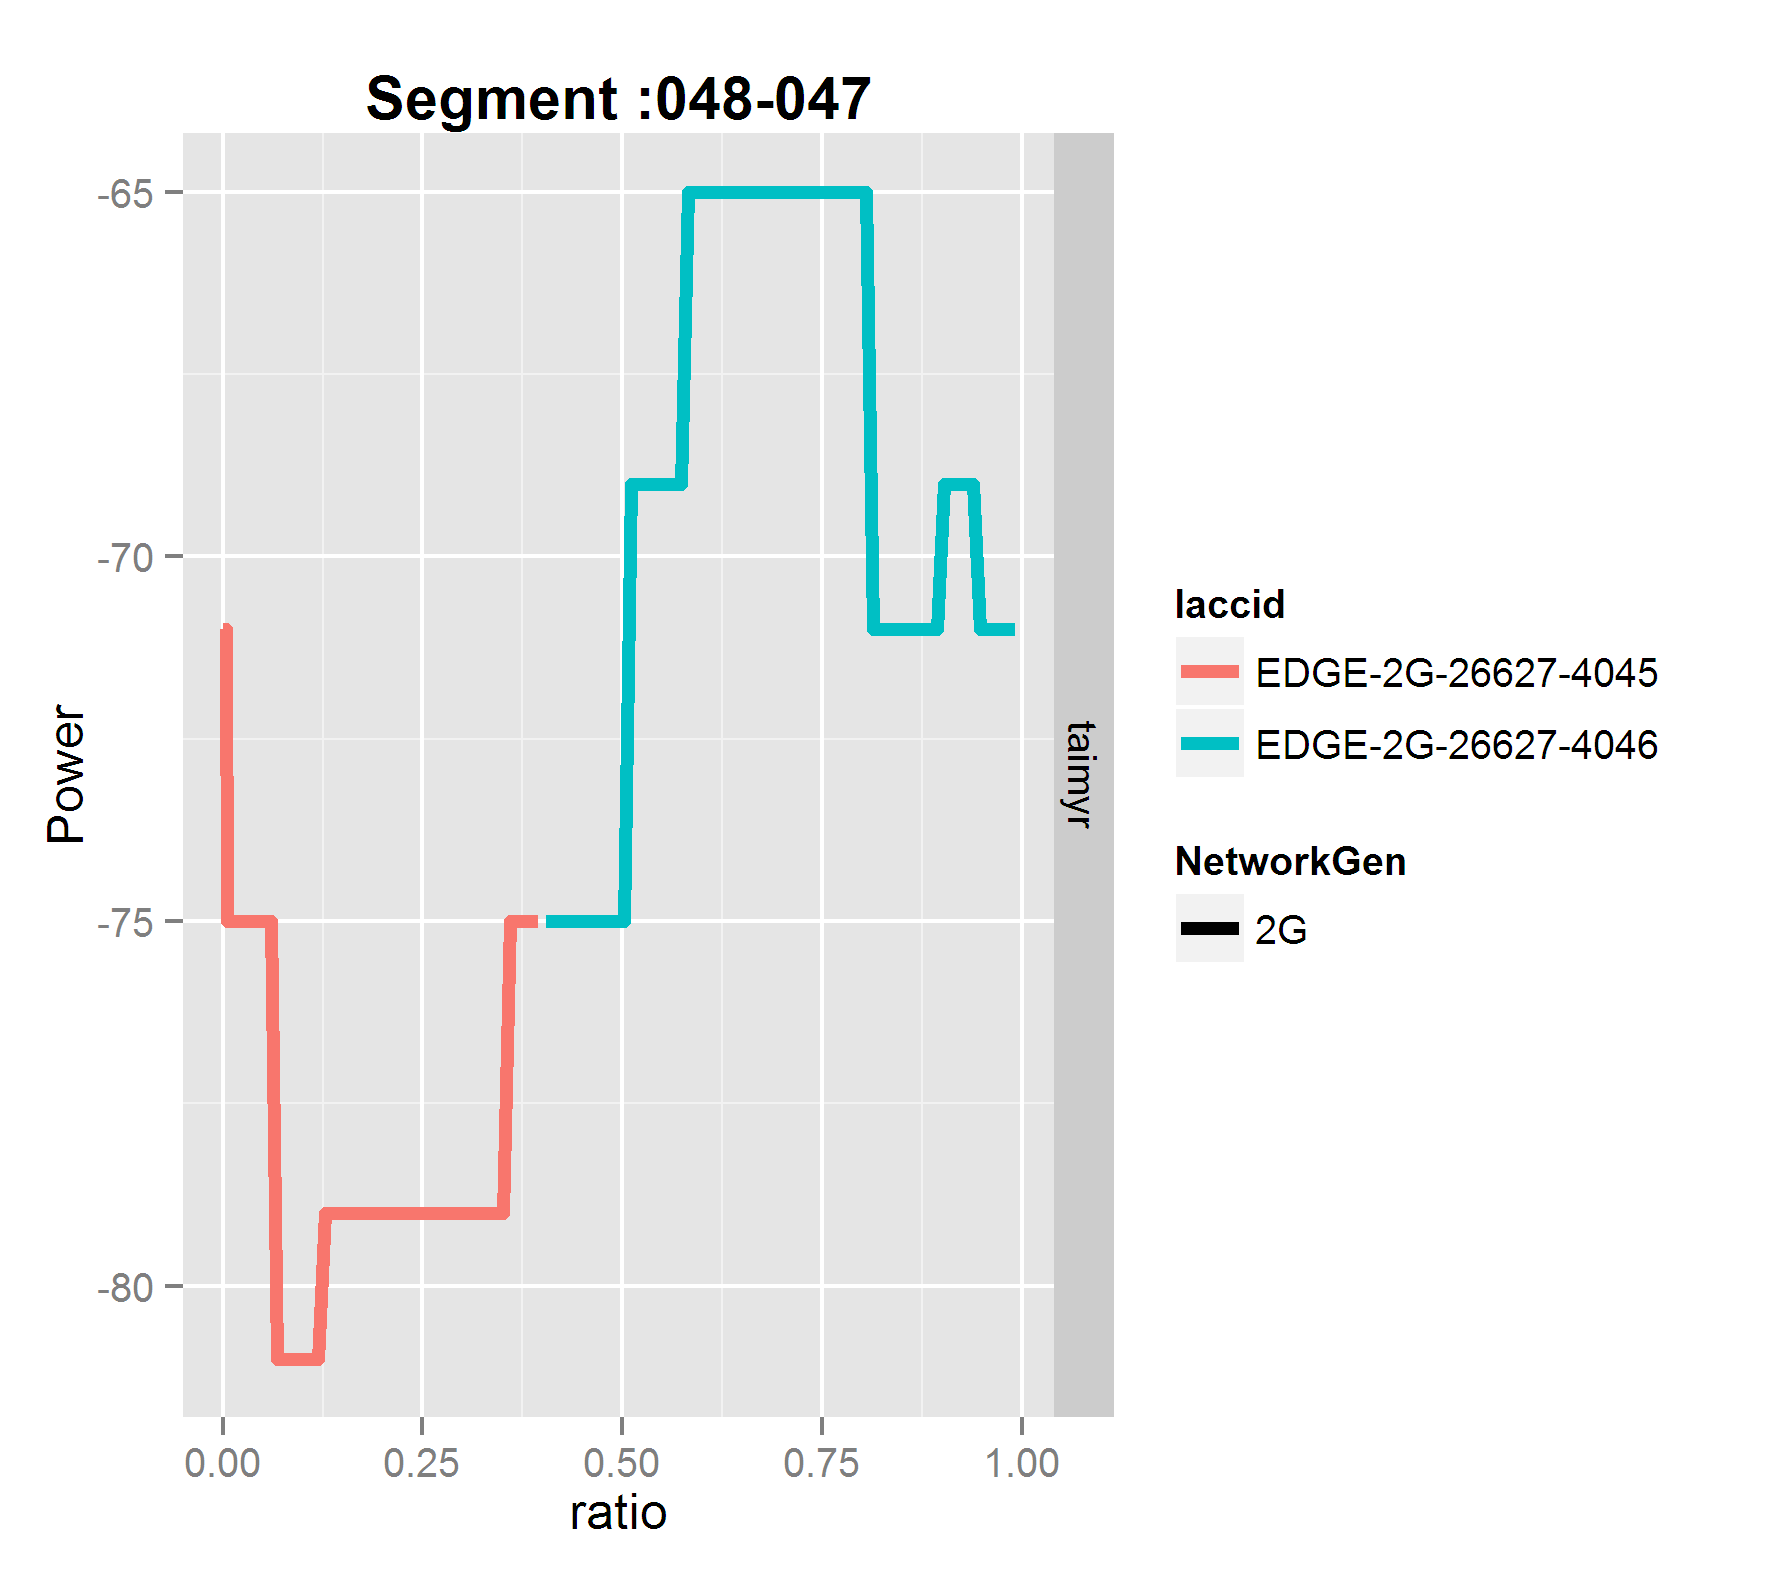 Segment :048-047
-65
-70
-75
-80
Power
0.00 0.25 0.50 0.75 1.00
ratio
taimyr
laccid
EDGE-2G-26627-4045
EDGE-2G-26627-4046
NetworkGen
2G